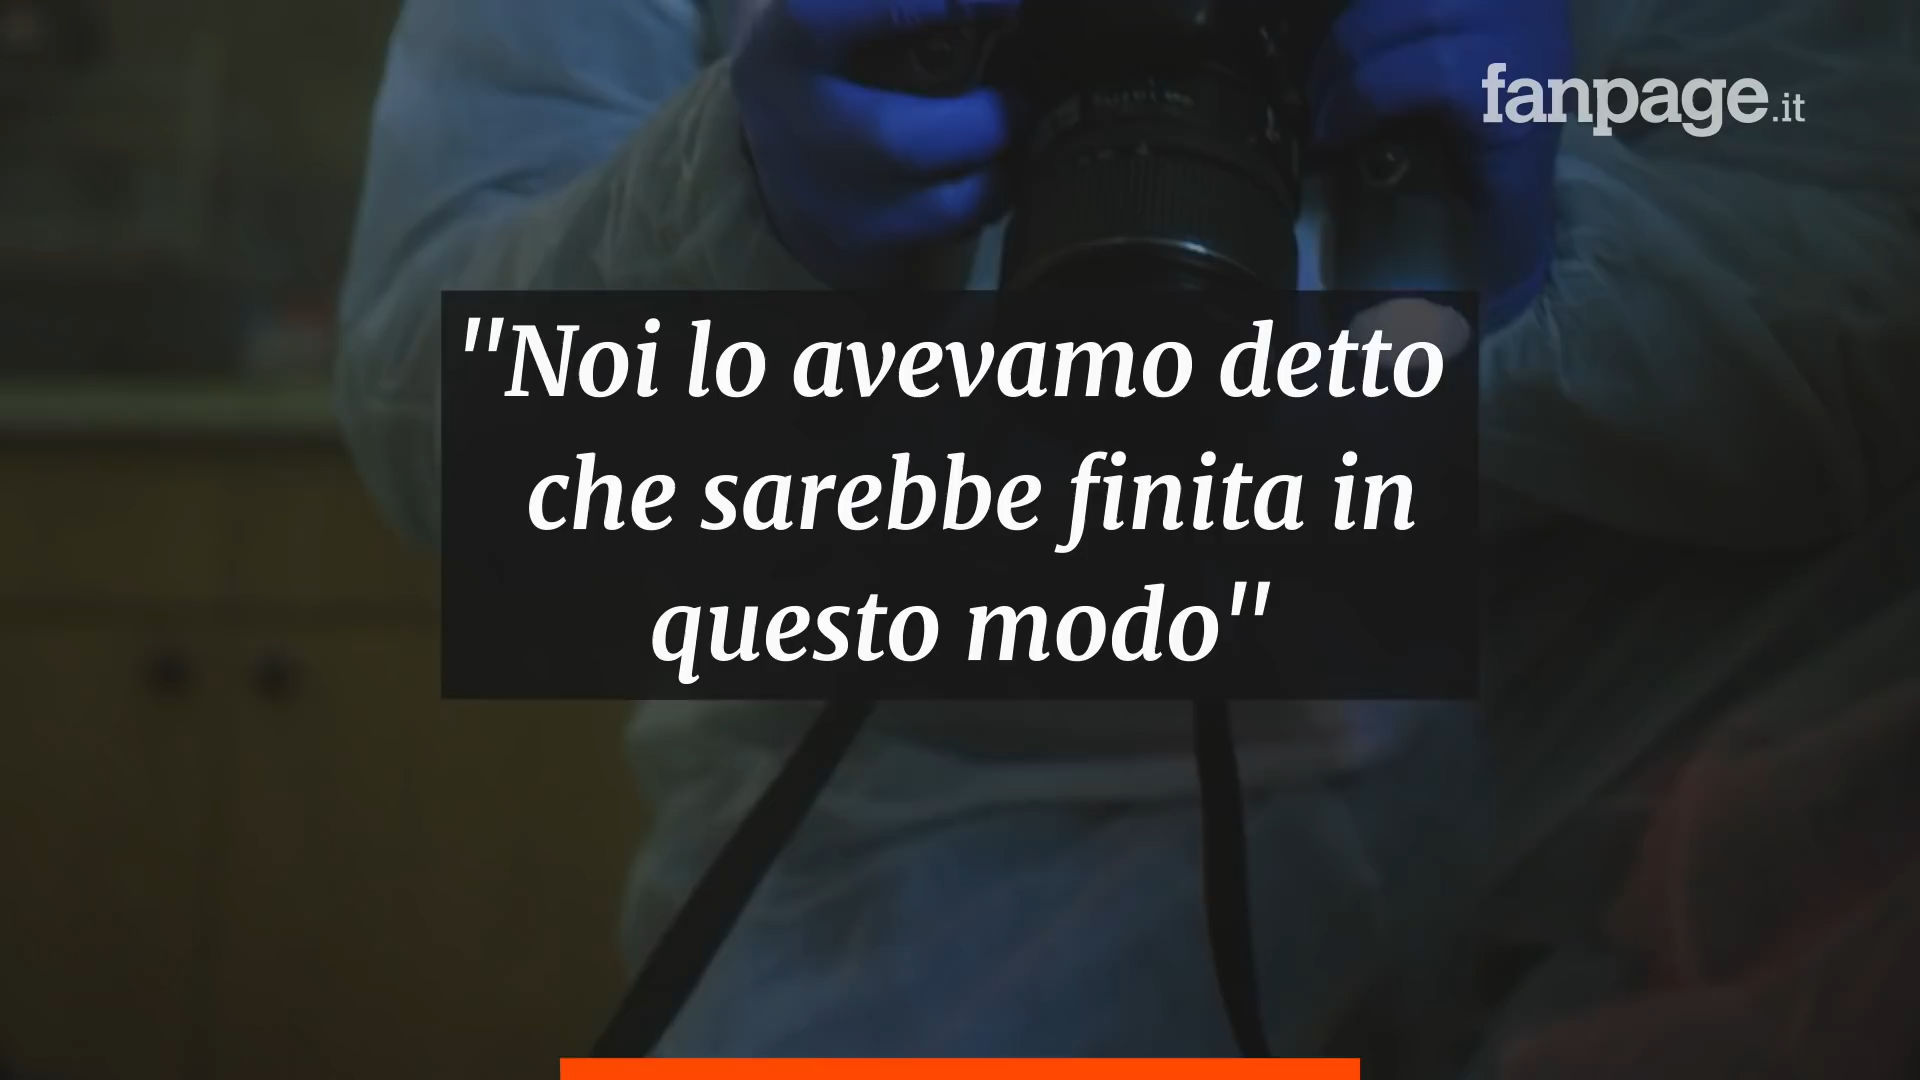 fanpage.it
"Noi lo avevamo detto
che sarebbe finita in
questo modo"